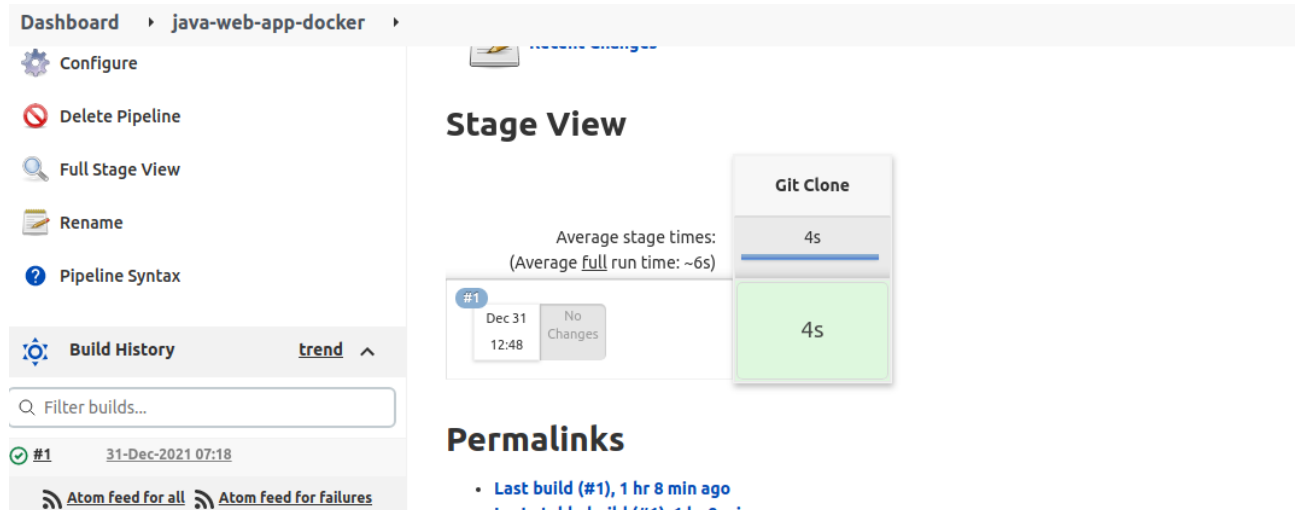 Dashboard java-web-app-docker
Configure
Delete Pipeline
Full Stage View
Rename
Pipeline Syntax
Build History trend
Filter builds...
#1 31-Dec-2021 07:18
Atom feed for all Atom feed for failures
Recent Changes
Stage View
Git Clone
Average stage times:
(Average full run time: ~6s)
4s
#1
Dec 31
12:48
No
Changes
4s
Permalinks
Last build (#1), 1 hr 8 min ago